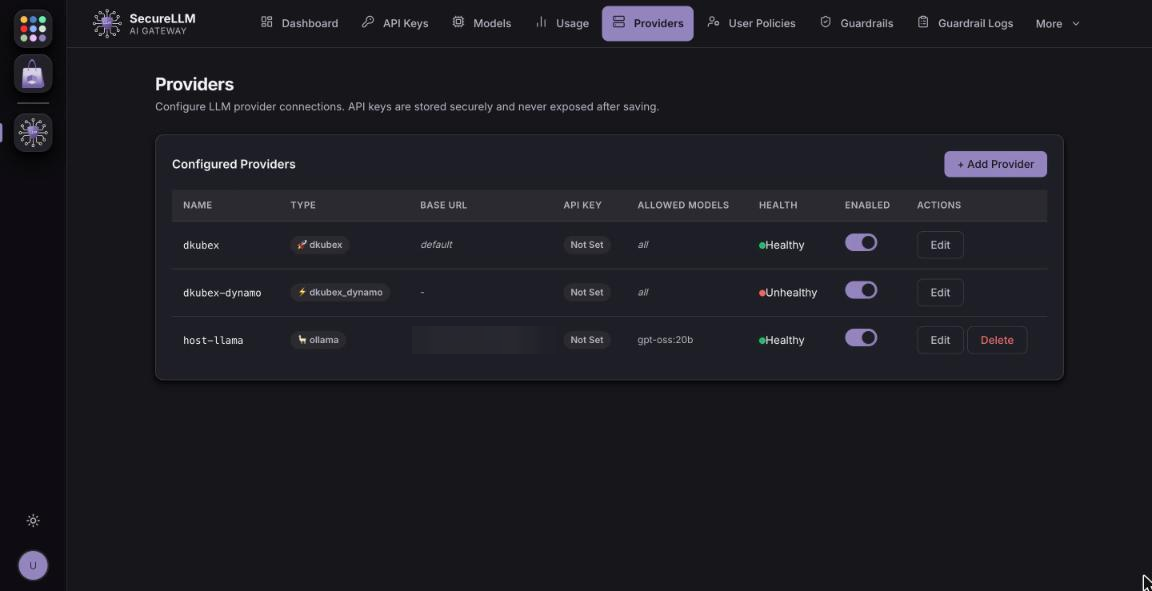 SecureLLM
AI GATEWAY
Dashboard API Keys Models Usage Providers User Policies Guardrails Guardrail Logs More
Providers
Configure LLM provider connections. API keys are stored securely and never exposed after saving.
Configured Providers + Add Provider
NAME TYPE BASE URL API KEY ALLOWED MODELS HEALTH ENABLED ACTIONS
dkubex 🚀 dkubex default Not Set all Healthy Edit
dkubex-dynamo ⚡ dkubex_dynamo - Not Set all Unhealthy Edit
host-llama 🦙 ollama Not Set gpt-oss:20b Healthy Edit Delete
U